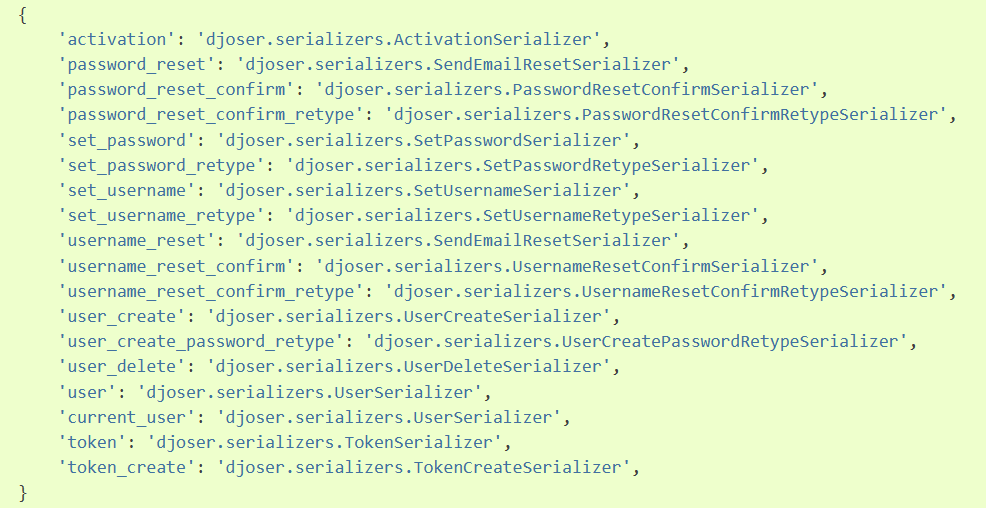 {
    'activation': 'djoser.serializers.ActivationSerializer',
    'password_reset': 'djoser.serializers.SendEmailResetSerializer',
    'password_reset_confirm': 'djoser.serializers.PasswordResetConfirmSerializer',
    'password_reset_confirm_retype': 'djoser.serializers.PasswordResetConfirmRetypeSerializer',
    'set_password': 'djoser.serializers.SetPasswordSerializer',
    'set_password_retype': 'djoser.serializers.SetPasswordRetypeSerializer',
    'set_username': 'djoser.serializers.SetUsernameSerializer',
    'set_username_retype': 'djoser.serializers.SetUsernameRetypeSerializer',
    'username_reset': 'djoser.serializers.SendEmailResetSerializer',
    'username_reset_confirm': 'djoser.serializers.UsernameResetConfirmSerializer',
    'username_reset_confirm_retype': 'djoser.serializers.UsernameResetConfirmRetypeSerializer',
    'user_create': 'djoser.serializers.UserCreateSerializer',
    'user_create_password_retype': 'djoser.serializers.UserCreatePasswordRetypeSerializer',
    'user_delete': 'djoser.serializers.UserDeleteSerializer',
    'user': 'djoser.serializers.UserSerializer',
    'current_user': 'djoser.serializers.UserSerializer',
    'token': 'djoser.serializers.TokenSerializer',
    'token_create': 'djoser.serializers.TokenCreateSerializer',
}